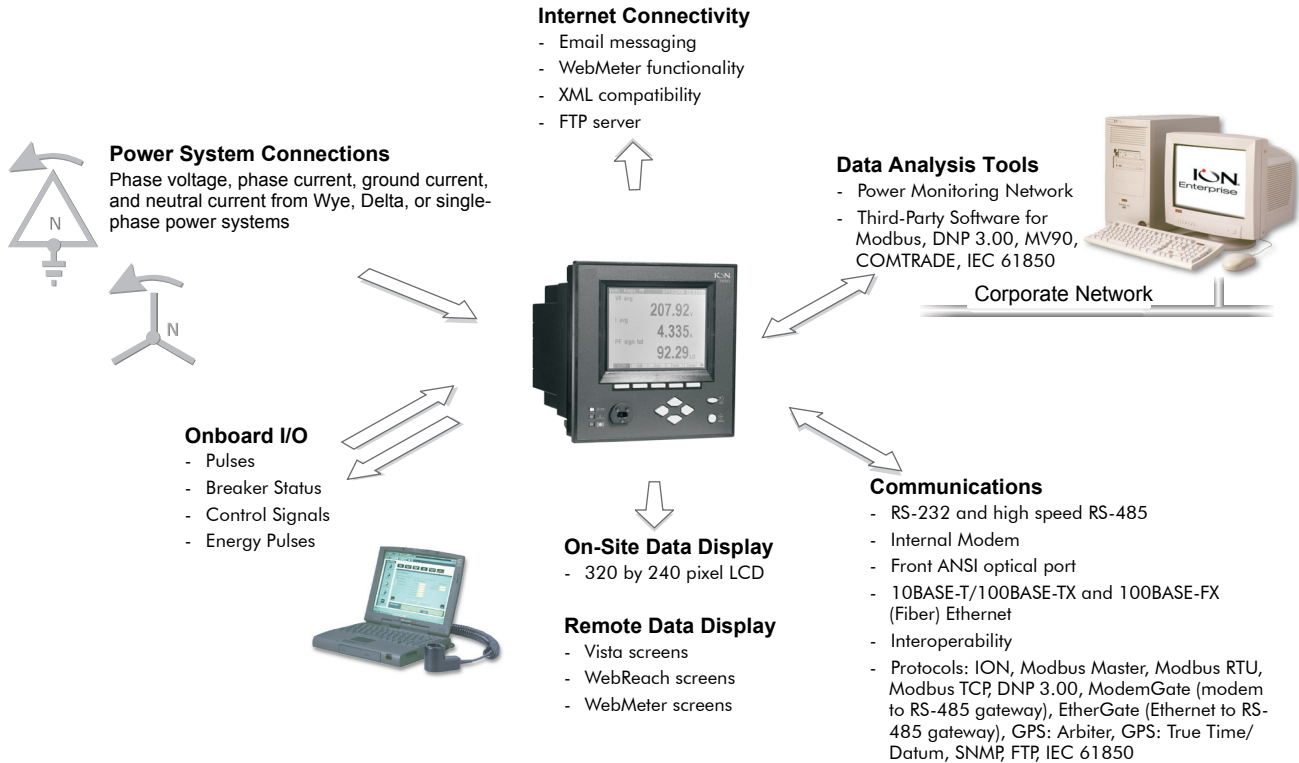 Internet Connectivity
- Email messaging
- WebMeter functionality
- XML compatibility
- FTP server
Power System Connections
Phase voltage, phase current, ground current,
and neutral current from Wye, Delta, or single-
phase power systems
N
N
Data Analysis Tools
- Power Monitoring Network
- Third-Party Software for
Modbus, DNP 3.00, MV90,
COMTRADE, IEC 61850
ION
Enterprise
Corporate Network
ION
Vll avg
207.92
I avg
4.335
PF sign tot
92.29
Onboard I/O
- Pulses
- Breaker Status
- Control Signals
- Energy Pulses
On-Site Data Display
- 320 by 240 pixel LCD
Remote Data Display
- Vista screens
- WebReach screens
- WebMeter screens
Communications
- RS-232 and high speed RS-485
- Internal Modem
- Front ANSI optical port
- 10BASE-T/100BASE-TX and 100BASE-FX
(Fiber) Ethernet
- Interoperability
- Protocols: ION, Modbus Master, Modbus RTU,
Modbus TCP, DNP 3.00, ModemGate (modem
to RS-485 gateway), EtherGate (Ethernet to RS-
485 gateway), GPS: Arbiter, GPS: True Time/
Datum, SNMP, FTP, IEC 61850